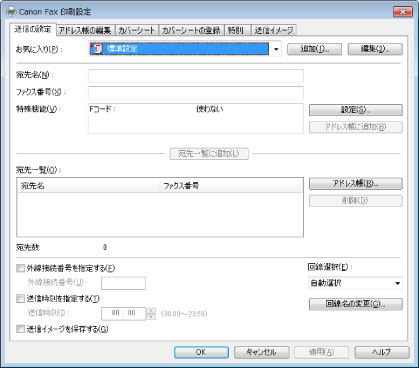 Canon Fax 印刷設定
送信の設定 アドレス帳の編集 カバーシート カバーシートの登録 特別 送信イメージ
お気に入り(P): 標準設定 追加(1)... 編集(2)...
宛先名(N):
ファクス番号(X):
特殊機能(V): Fコード: 使わない 設定(S)...
アドレス帳に追加(B)
宛先一覧に追加(L)
宛先一覧(O):
宛先名 ファクス番号 アドレス帳(R)...
削除(D)
宛先数 0
外線接続番号を指定する(F) 回線選択(E):
外線接続番号(U): 自動選択
送信時刻を指定する(T) 回線名の変更(C)...
送信時刻(I): 00 : 00 (00:00~23:59)
送信イメージを保存する(G)
OK キャンセル 適用(A) ヘルプ